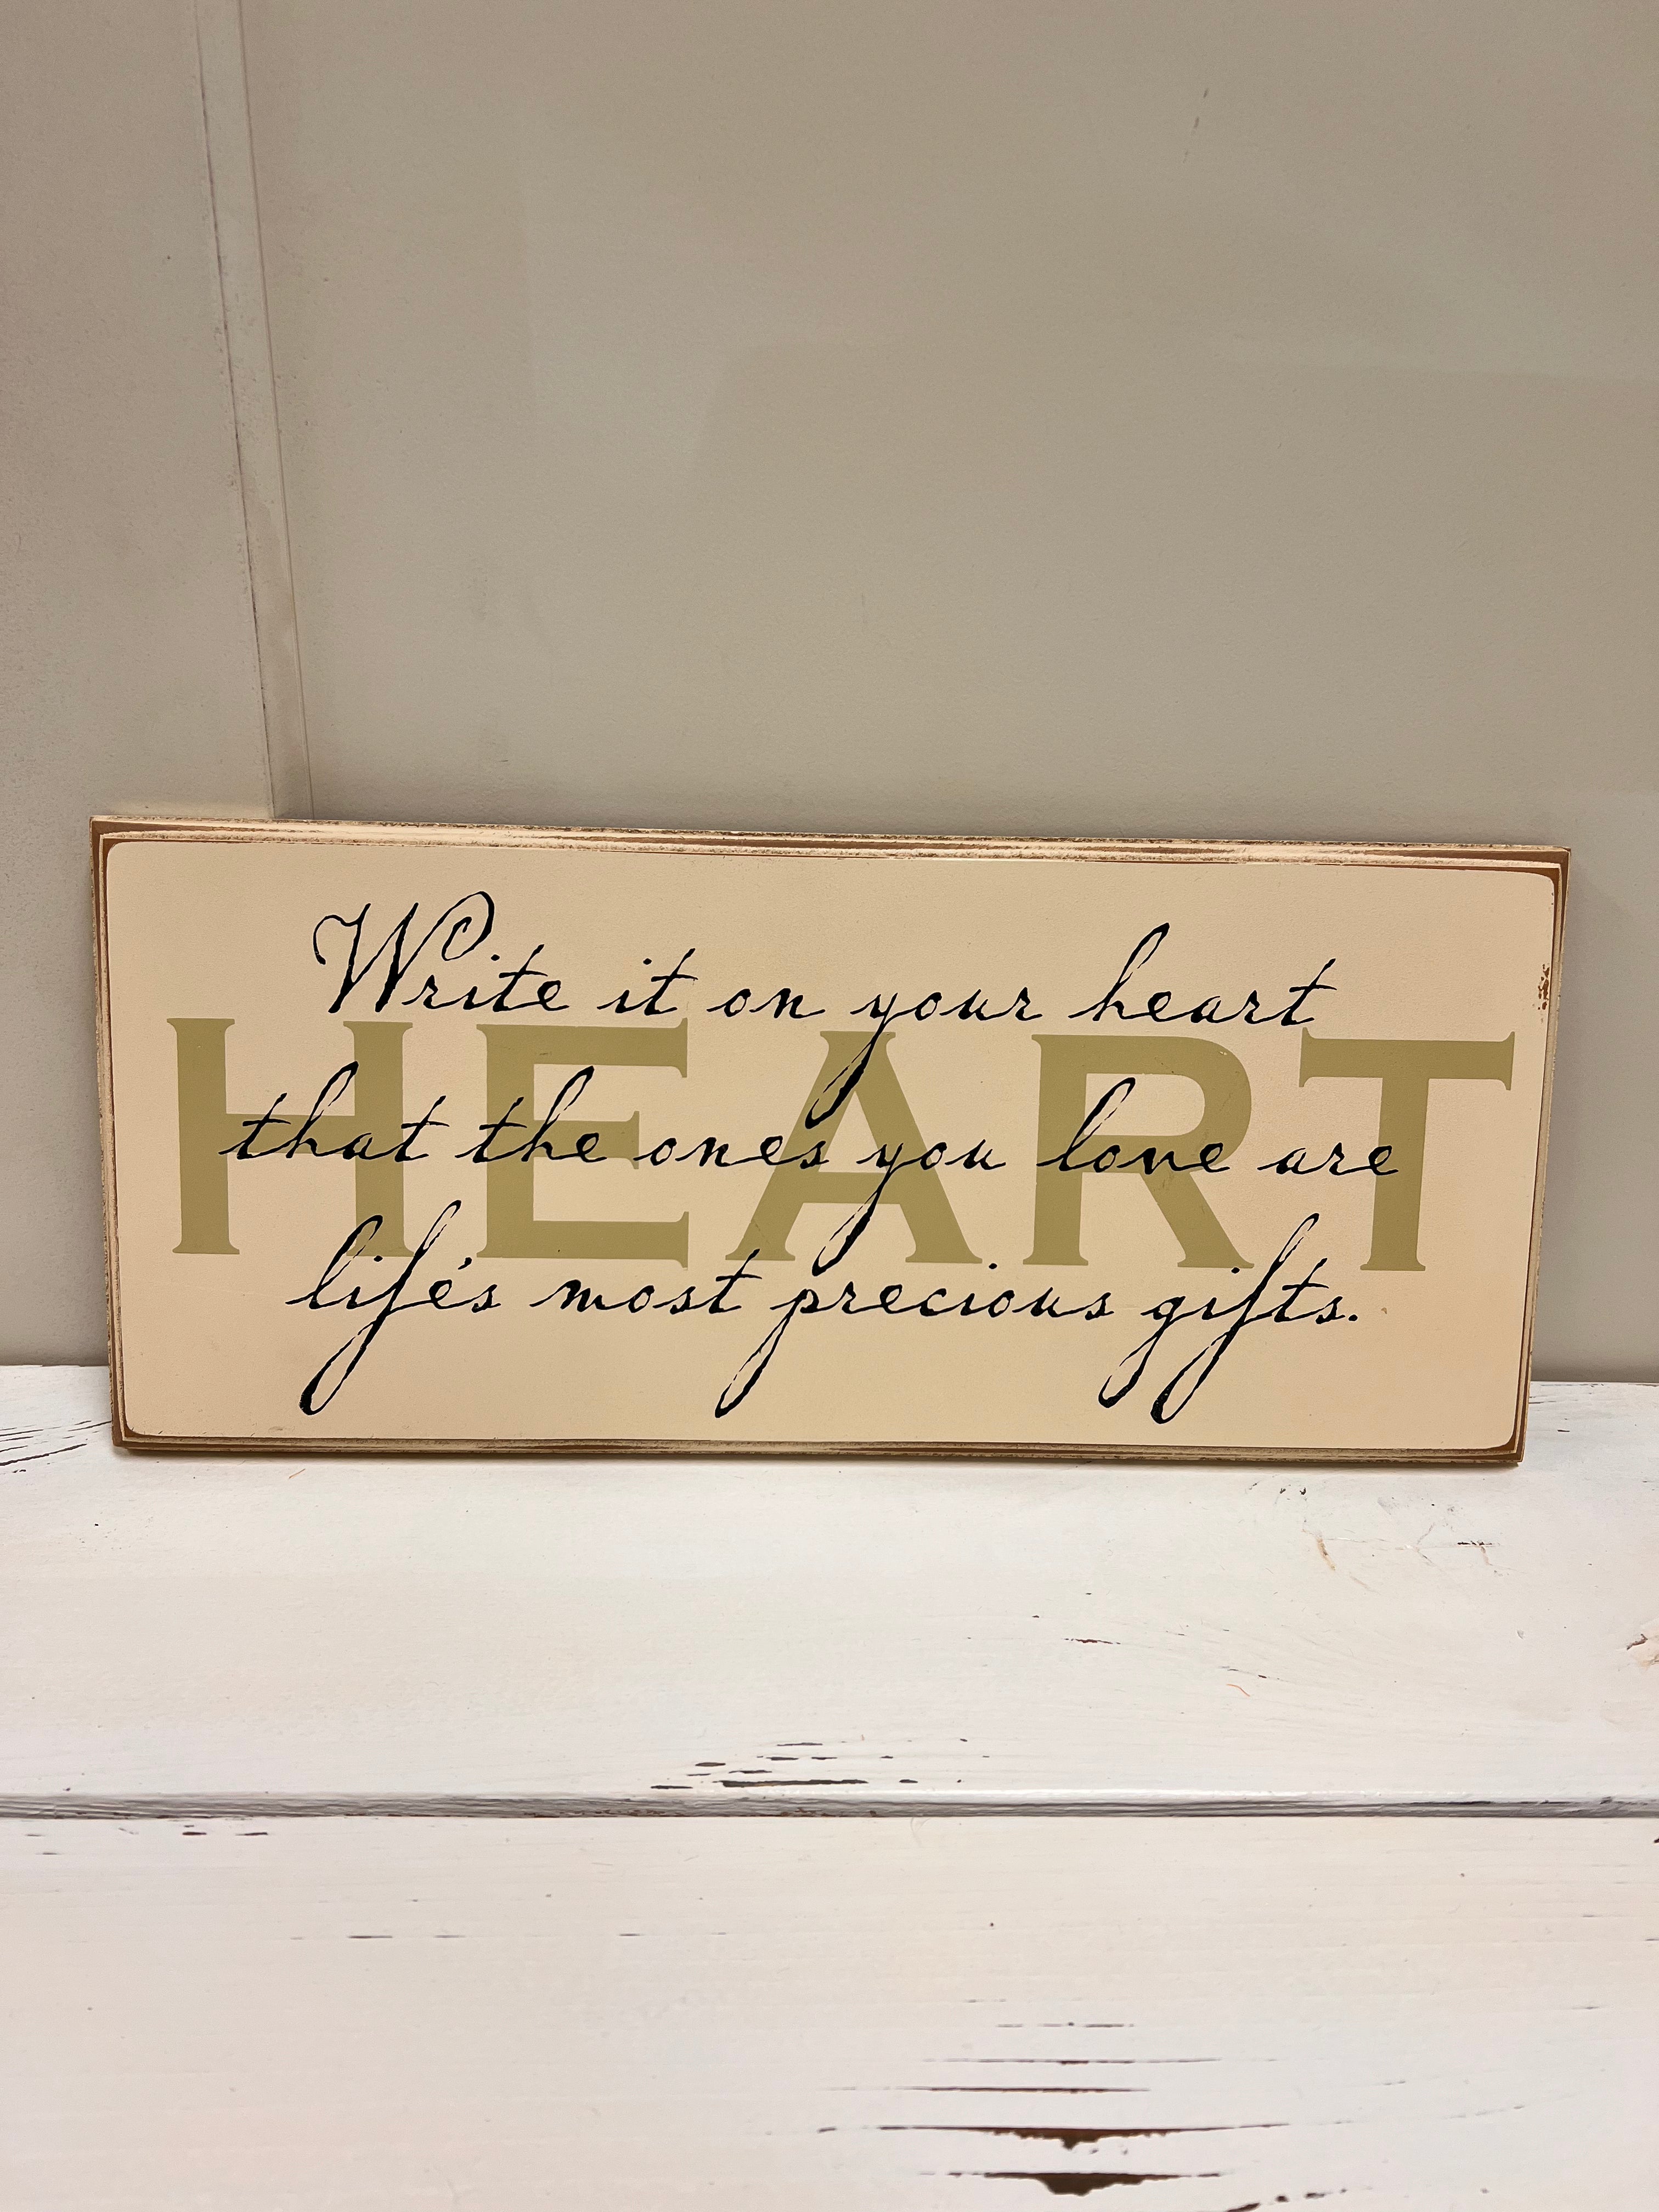 Write it on your heart
HEART
that the ones you love are
life's most precious gifts.